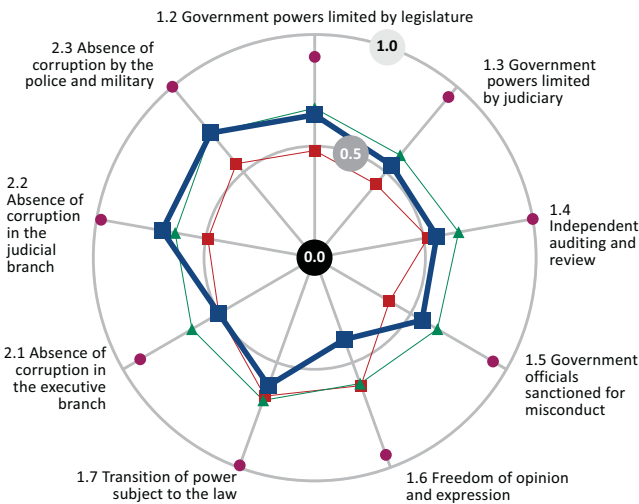 1.2 Government powers limited by legislature
1.0
2.3 Absence of
corruption by the
police and military
1.3 Government
powers limited
by judiciary
0.5
2.2
Absence of
corruption
in the
judicial
branch
1.4
Independent
auditing and
review
0.0
2.1 Absence of
corruption in
the executive
branch
1.5 Government
officials
sanctioned for
misconduct
1.7 Transition of power
subject to the law
1.6 Freedom of opinion
and expression